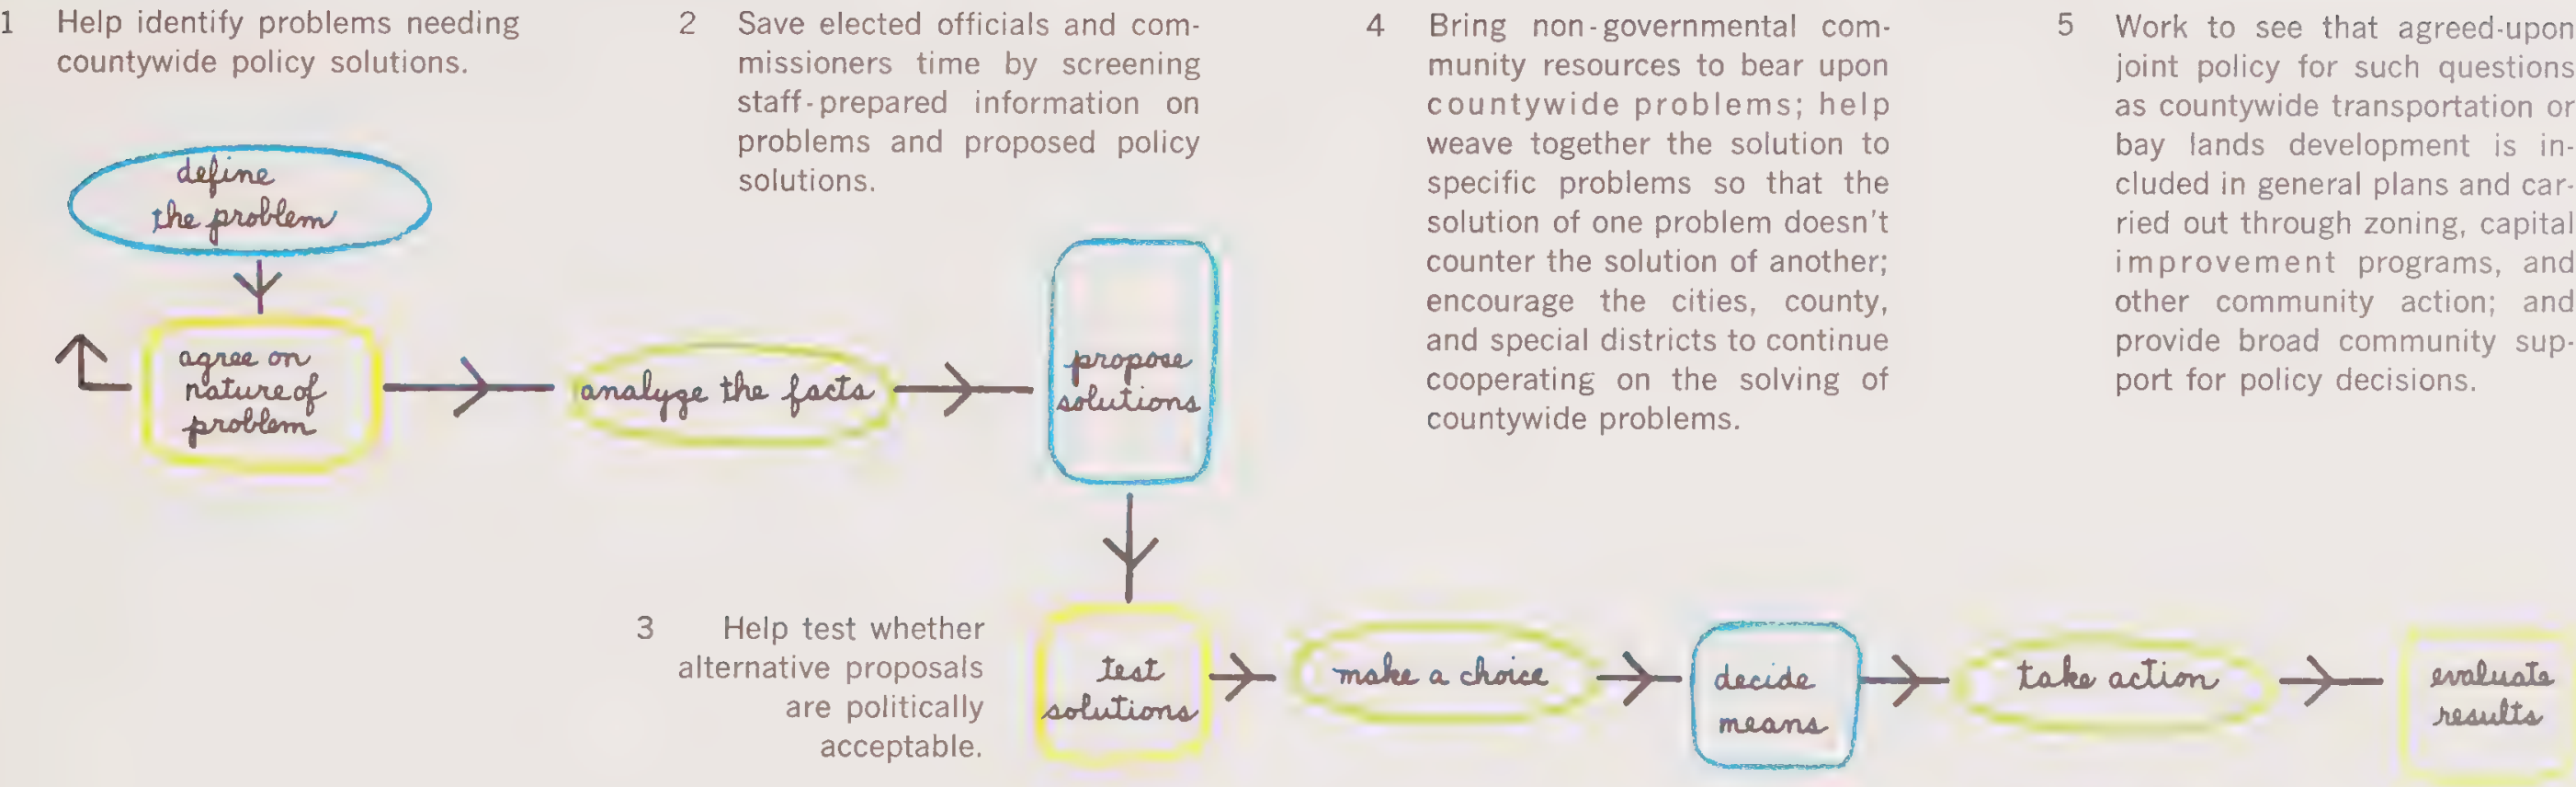 1 Help identify problems needing
countywide policy solutions.
define
the problem
agree on
nature of
problem
2 Save elected officials and com-
missioners time by screening
staff-prepared information on
problems and proposed policy
solutions.
analyze the facts
propose
solutions
3 Help test whether
alternative proposals
are politically
acceptable.
test
solutions
4 Bring non-governmental com-
munity resources to bear upon
countywide problems; help
weave together the solution to
specific problems so that the
solution of one problem doesn't
counter the solution of another;
encourage the cities, county,
and special districts to continue
cooperating on the solving of
countywide problems.
make a choice
decide
means
5 Work to see that agreed-upon
joint policy for such questions
as countywide transportation or
bay lands development is in-
cluded in general plans and car-
ried out through zoning, capital
improvement programs, and
other community action; and
provide broad community sup-
port for policy decisions.
take action
evaluate
results